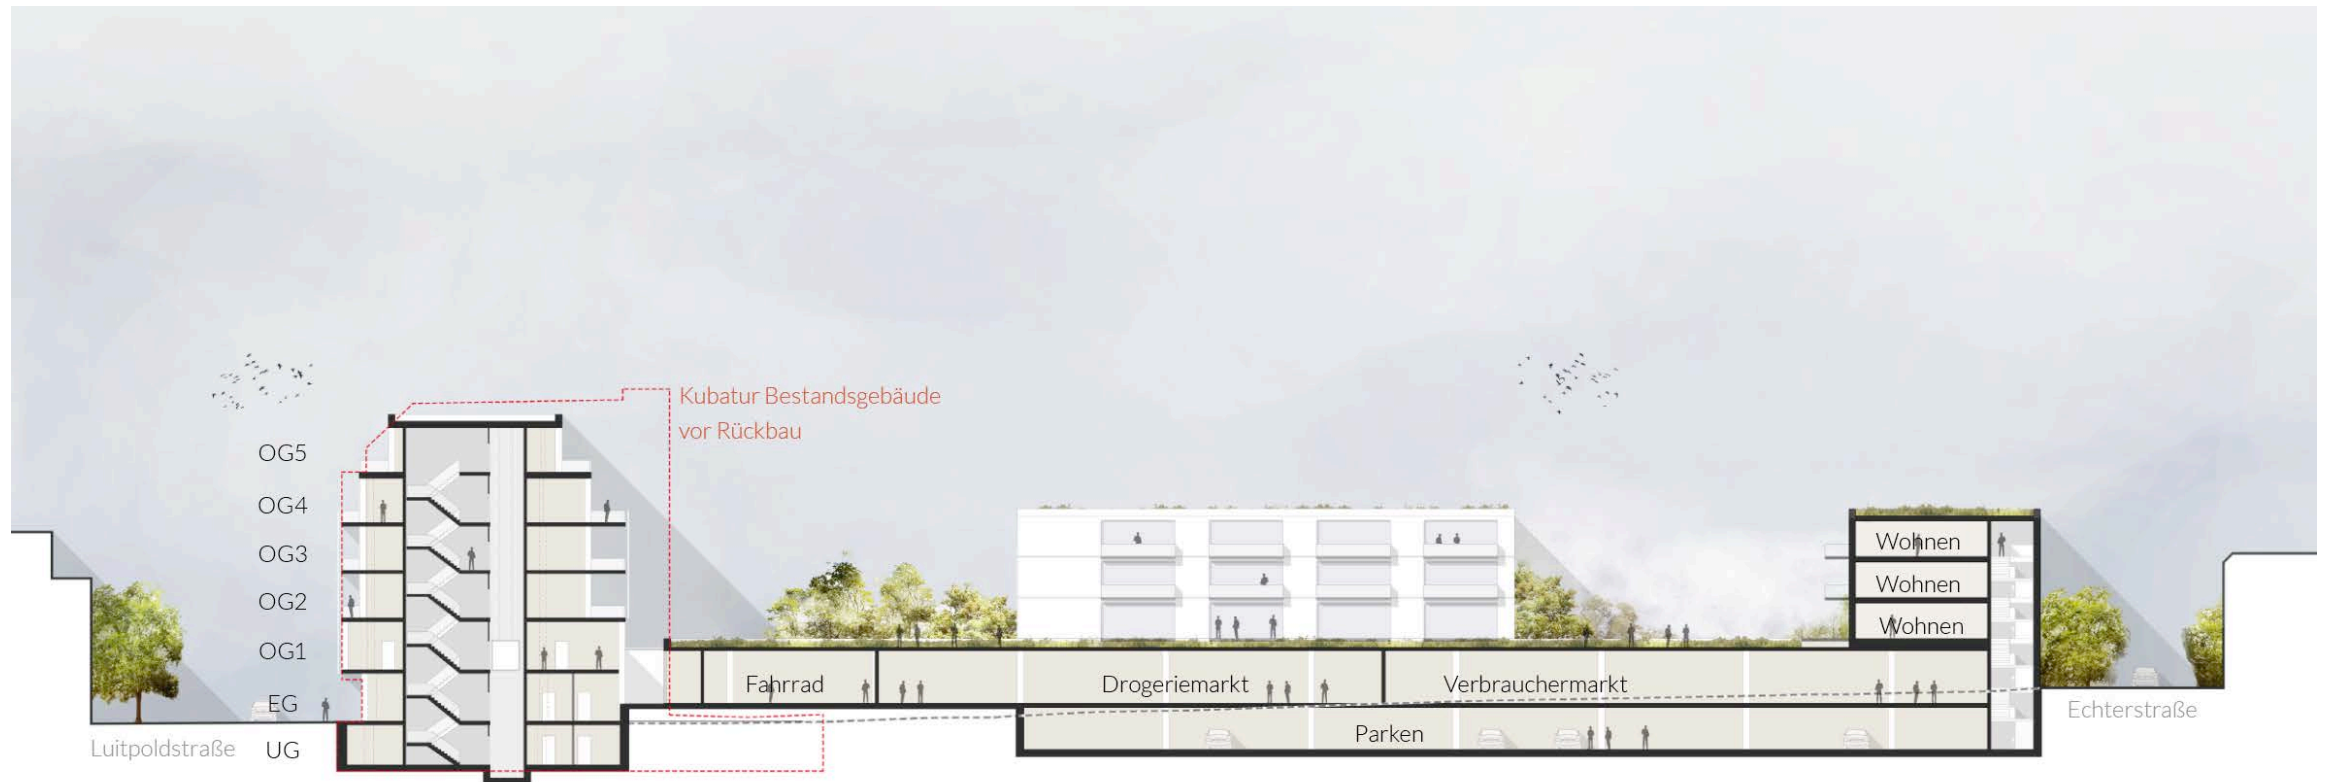 Kubatur Bestandsgebäude
vor Rückbau
OG5
OG4
OG3
OG2
OG1
EG
UG
Luitpoldstraße
Fahrrad
Drogeriemarkt
Verbrauchermarkt
Parken
Wohnen
Wohnen
Wohnen
Echterstraße